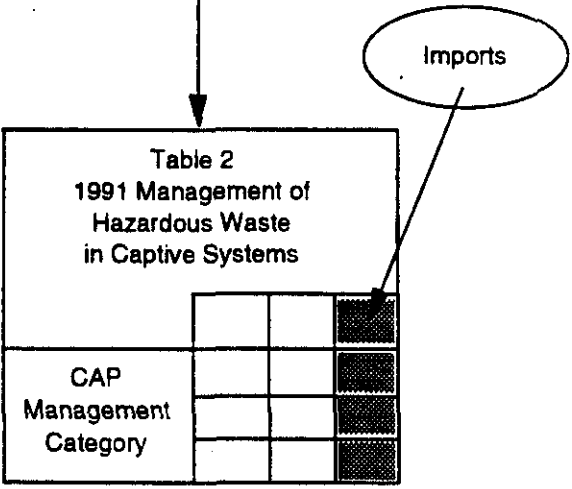 Imports
Table 2
1991 Management of
Hazardous Waste
in Captive Systems
CAP
Management
Category